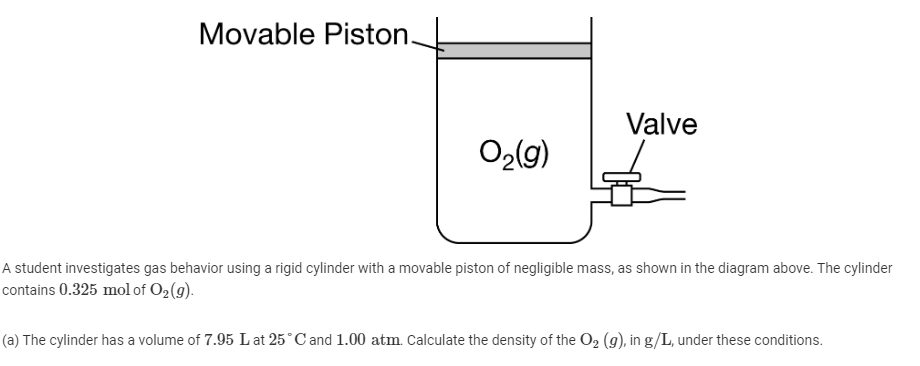 Movable Piston
Valve
O₂(g)
A student investigates gas behavior using a rigid cylinder with a movable piston of negligible mass, as shown in the diagram above. The cylinder
contains 0.325 mol of O₂(g).
(a) The cylinder has a volume of 7.95 L at 25°C and 1.00 atm. Calculate the density of the O₂ (g), in g/L, under these conditions.